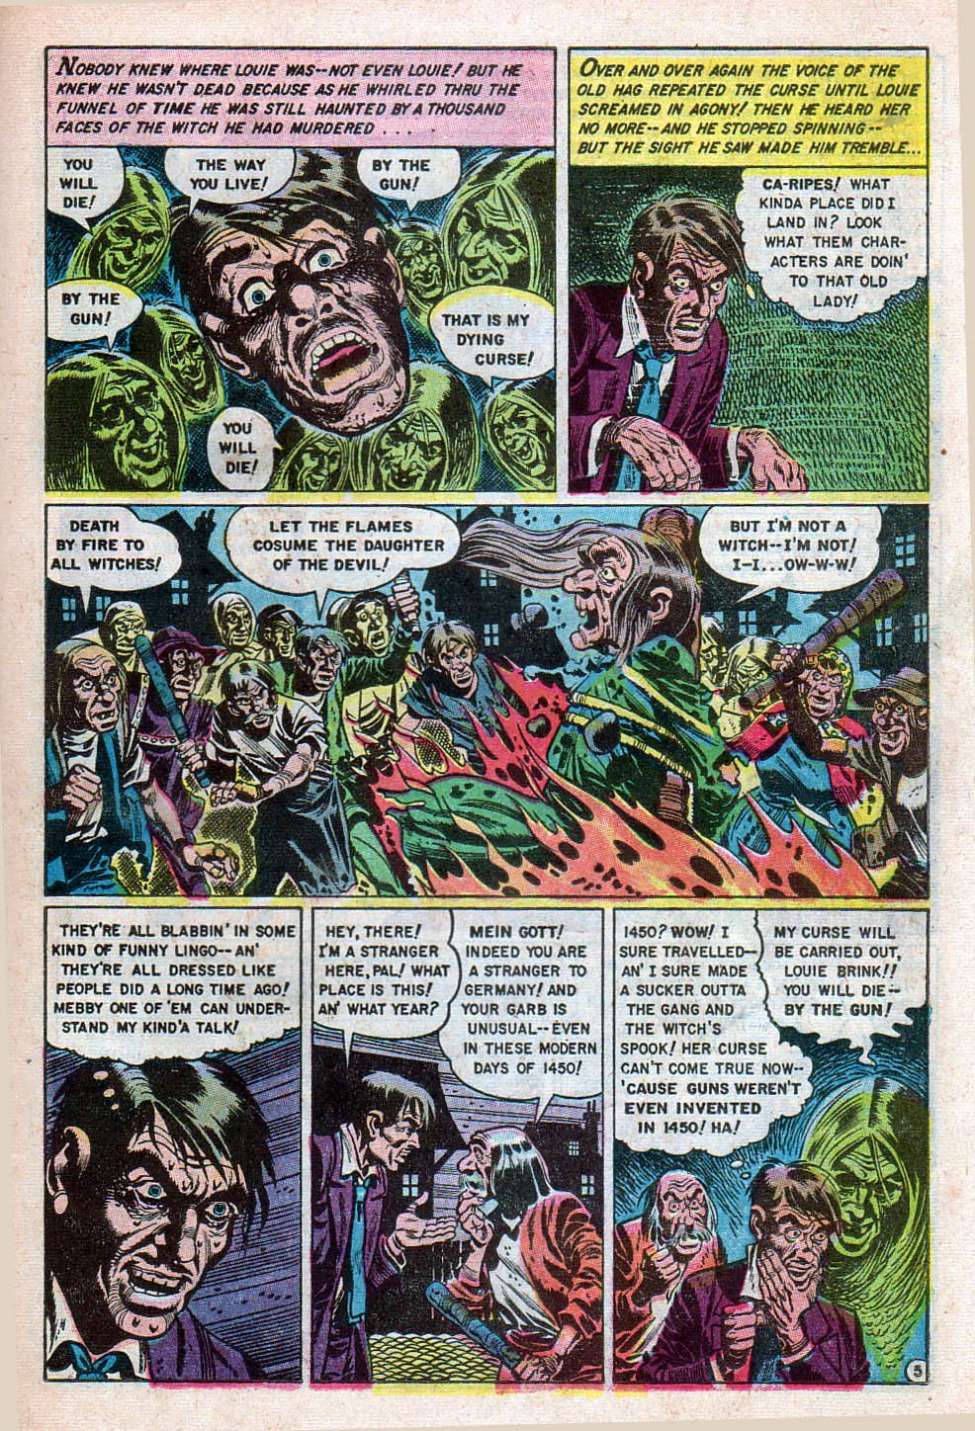 NOBODY KNEW WHERE LOUIE WAS--NOT EVEN LOUIE! BUT HE
KNEW HE WASN'T DEAD BECAUSE AS HE WHIRLED THRU THE
FUNNEL OF TIME HE WAS STILL HAUNTED BY A THOUSAND
FACES OF THE WITCH HE HAD MURDERED . . .
YOU
WILL
DIE!
THE WAY
YOU LIVE!
BY THE
GUN!
BY THE
GUN!
THAT IS MY
DYING
CURSE!
YOU
WILL
DIE!
OVER AND OVER AGAIN THE VOICE OF THE
OLD HAG REPEATED THE CURSE UNTIL LOUIE
SCREAMED IN AGONY! THEN HE HEARD HER
NO MORE--AND HE STOPPED SPINNING--
BUT THE SIGHT HE SAW MADE HIM TREMBLE...
CA-RIPES! WHAT
KINDA PLACE DID I
LAND IN? LOOK
WHAT THEM CHAR-
ACTERS ARE DOIN'
TO THAT OLD
LADY!
DEATH
BY FIRE TO
ALL WITCHES!
LET THE FLAMES
COSUME THE DAUGHTER
OF THE DEVIL!
BUT I'M NOT A
WITCH--I'M NOT!
I-I...OW-W-W!
THEY'RE ALL BLABBIN' IN SOME
KIND OF FUNNY LINGO--AN'
THEY'RE ALL DRESSED LIKE
PEOPLE DID A LONG TIME AGO!
MEBBY ONE OF 'EM CAN UNDER-
STAND MY KIND'A TALK!
HEY, THERE!
I'M A STRANGER
HERE, PAL! WHAT
PLACE IS THIS!
AN' WHAT YEAR?
MEIN GOTT!
INDEED YOU ARE
A STRANGER TO
GERMANY! AND
YOUR GARB IS
UNUSUAL--EVEN
IN THESE MODERN
DAYS OF 1450!
1450? WOW! I
SURE TRAVELLED--
AN' I SURE MADE
A SUCKER OUTTA
THE GANG AND
THE WITCH'S
SPOOK! HER CURSE
CAN'T COME TRUE NOW--
'CAUSE GUNS WEREN'T
EVEN INVENTED
IN 1450! HA!
MY CURSE WILL
BE CARRIED OUT,
LOUIE BRINK!!
YOU WILL DIE--
BY THE GUN!
5